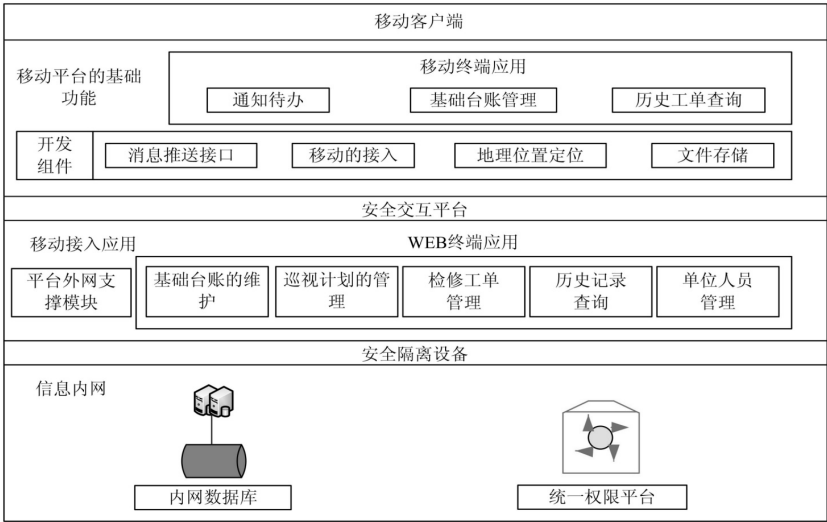 移动客户端
移动平台的基础
功能
移动终端应用
通知待办
基础台账管理
历史工单查询
开发
组件
消息推送接口
移动的接入
地理位置定位
文件存储
安全交互平台
移动接入应用
WEB终端应用
平台外网支
撑模块
基础台账的维
护
巡视计划的管
理
检修工单
管理
历史记录
查询
单位人员
管理
安全隔离设备
信息内网
内网数据库
统一权限平台